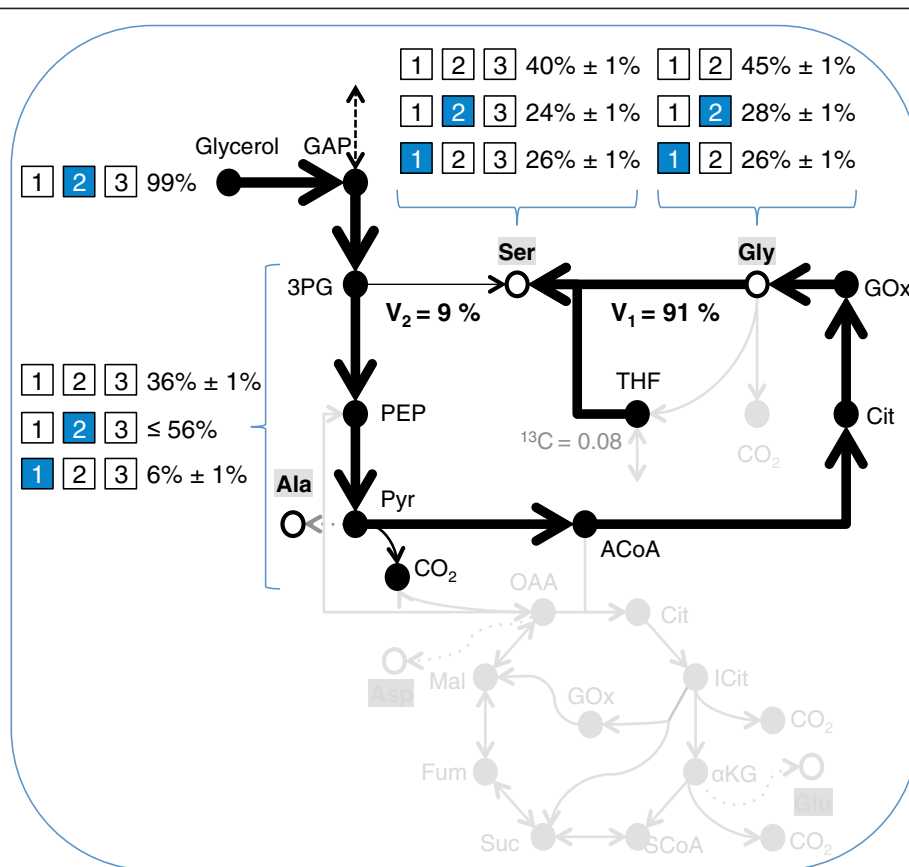 1 2 3 40% ± 1%
1 2 45% ± 1%
1 2 3 24% ± 1%
1 2 28% ± 1%
1 2 3 26% ± 1%
1 2 26% ± 1%
Glycerol
GAP
1 2 3 99%
Ser
Gly
3PG
GOx
V2 = 9 %
V1 = 91 %
1 2 3 36% ± 1%
1 2 3 ≤ 56%
1 2 3 6% ± 1%
THF
PEP
Cit
13C = 0.08
CO2
Ala
Pyr
ACoA
CO2
OAA
Cit
Asp
Mal
ICit
GOx
CO2
Fum
αKG
Glu
Suc
SCoA
CO2